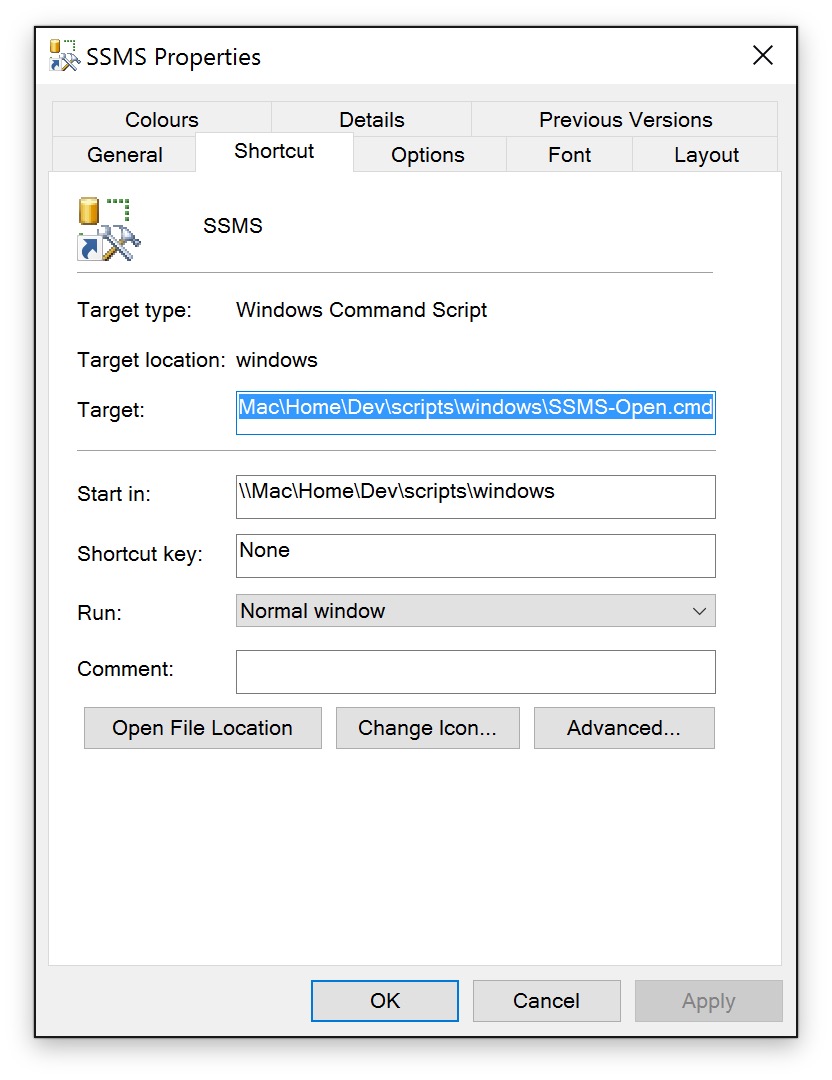 SSMS Properties
Colours Details Previous Versions
General Shortcut Options Font Layout
SSMS
Target type: Windows Command Script
Target location: windows
Target: Mac\Home\Dev\scripts\windows\SSMS-Open.cmd
Start in: \\Mac\Home\Dev\scripts\windows
Shortcut key: None
Run: Normal window
Comment:
Open File Location Change Icon... Advanced...
OK Cancel Apply